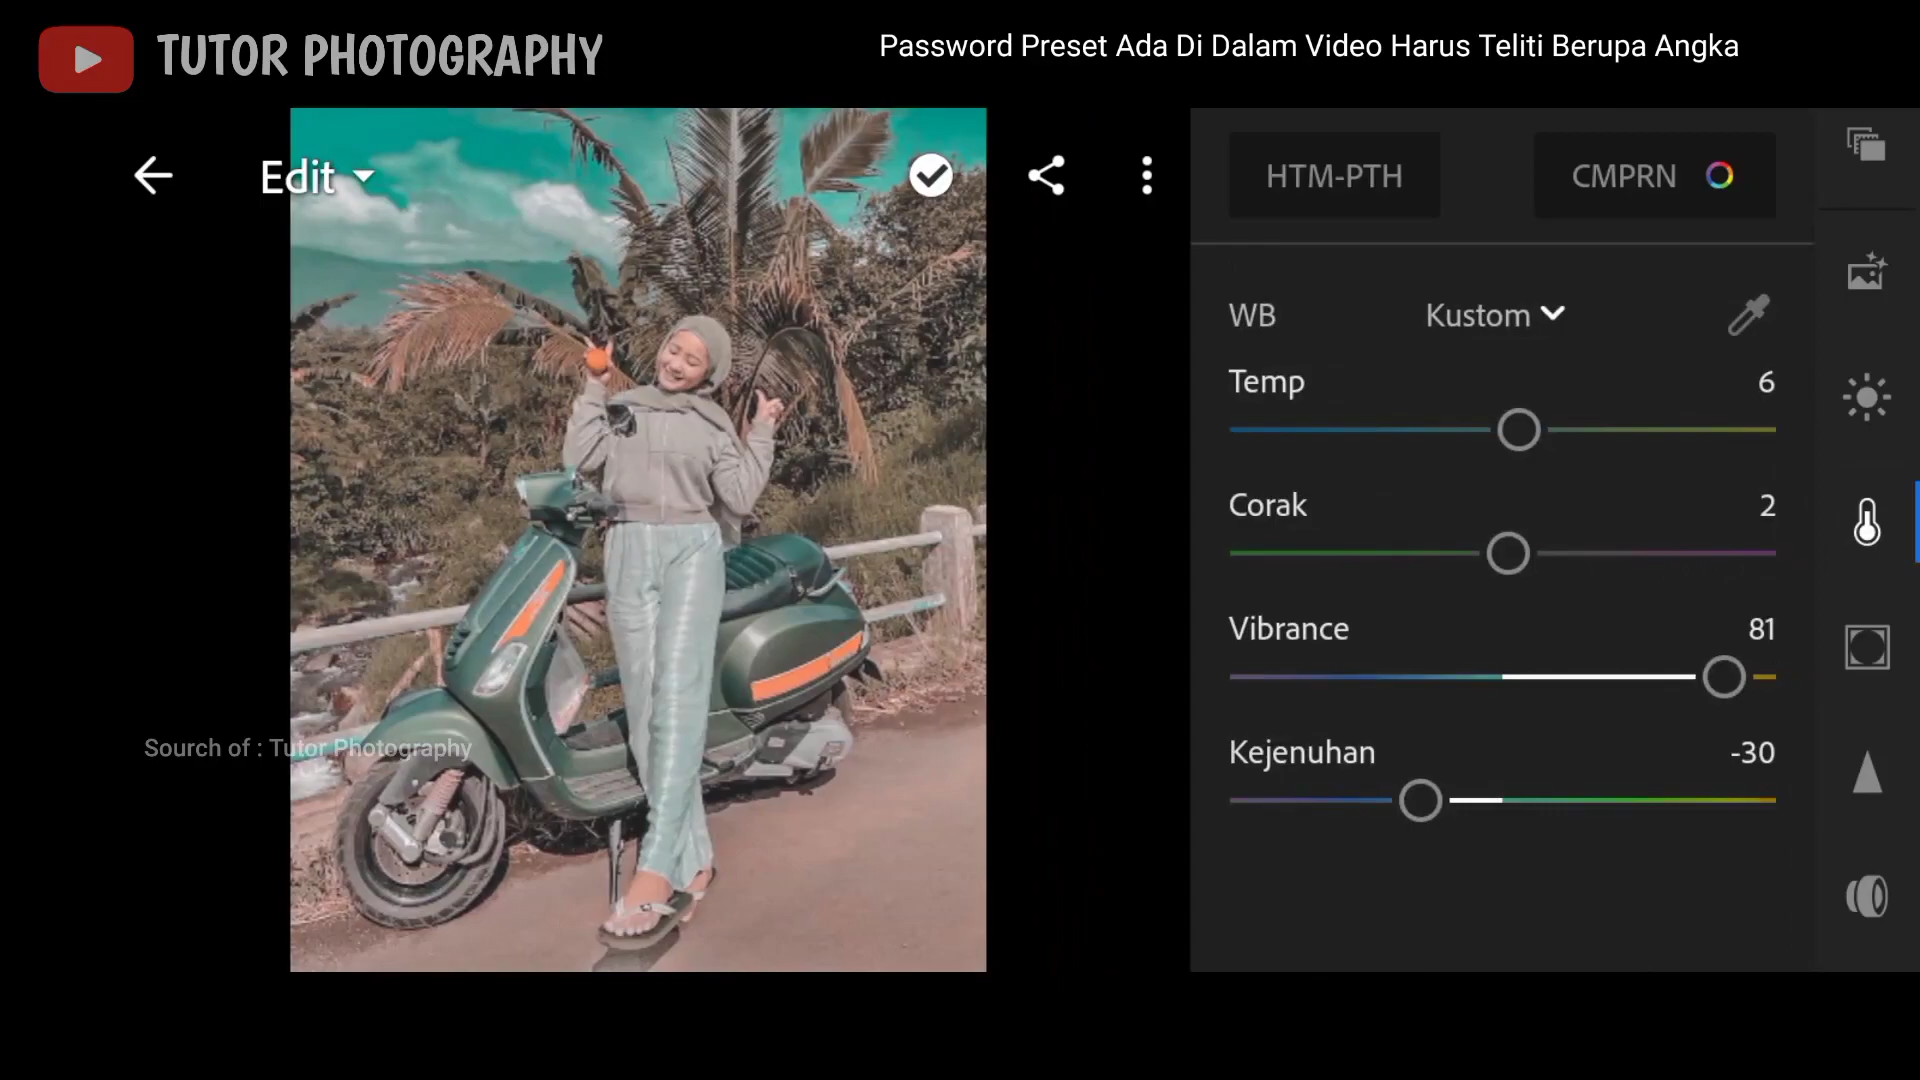 TUTOR PHOTOGRAPHY
Password Preset Ada Di Dalam Video Harus Teliti Berupa Angka
Edit
HTM-PTH
CMPRN
WB
Kustom
Temp
6
Corak
2
Vibrance
81
Kejenuhan
-30
Sourch of : Tutor Photography